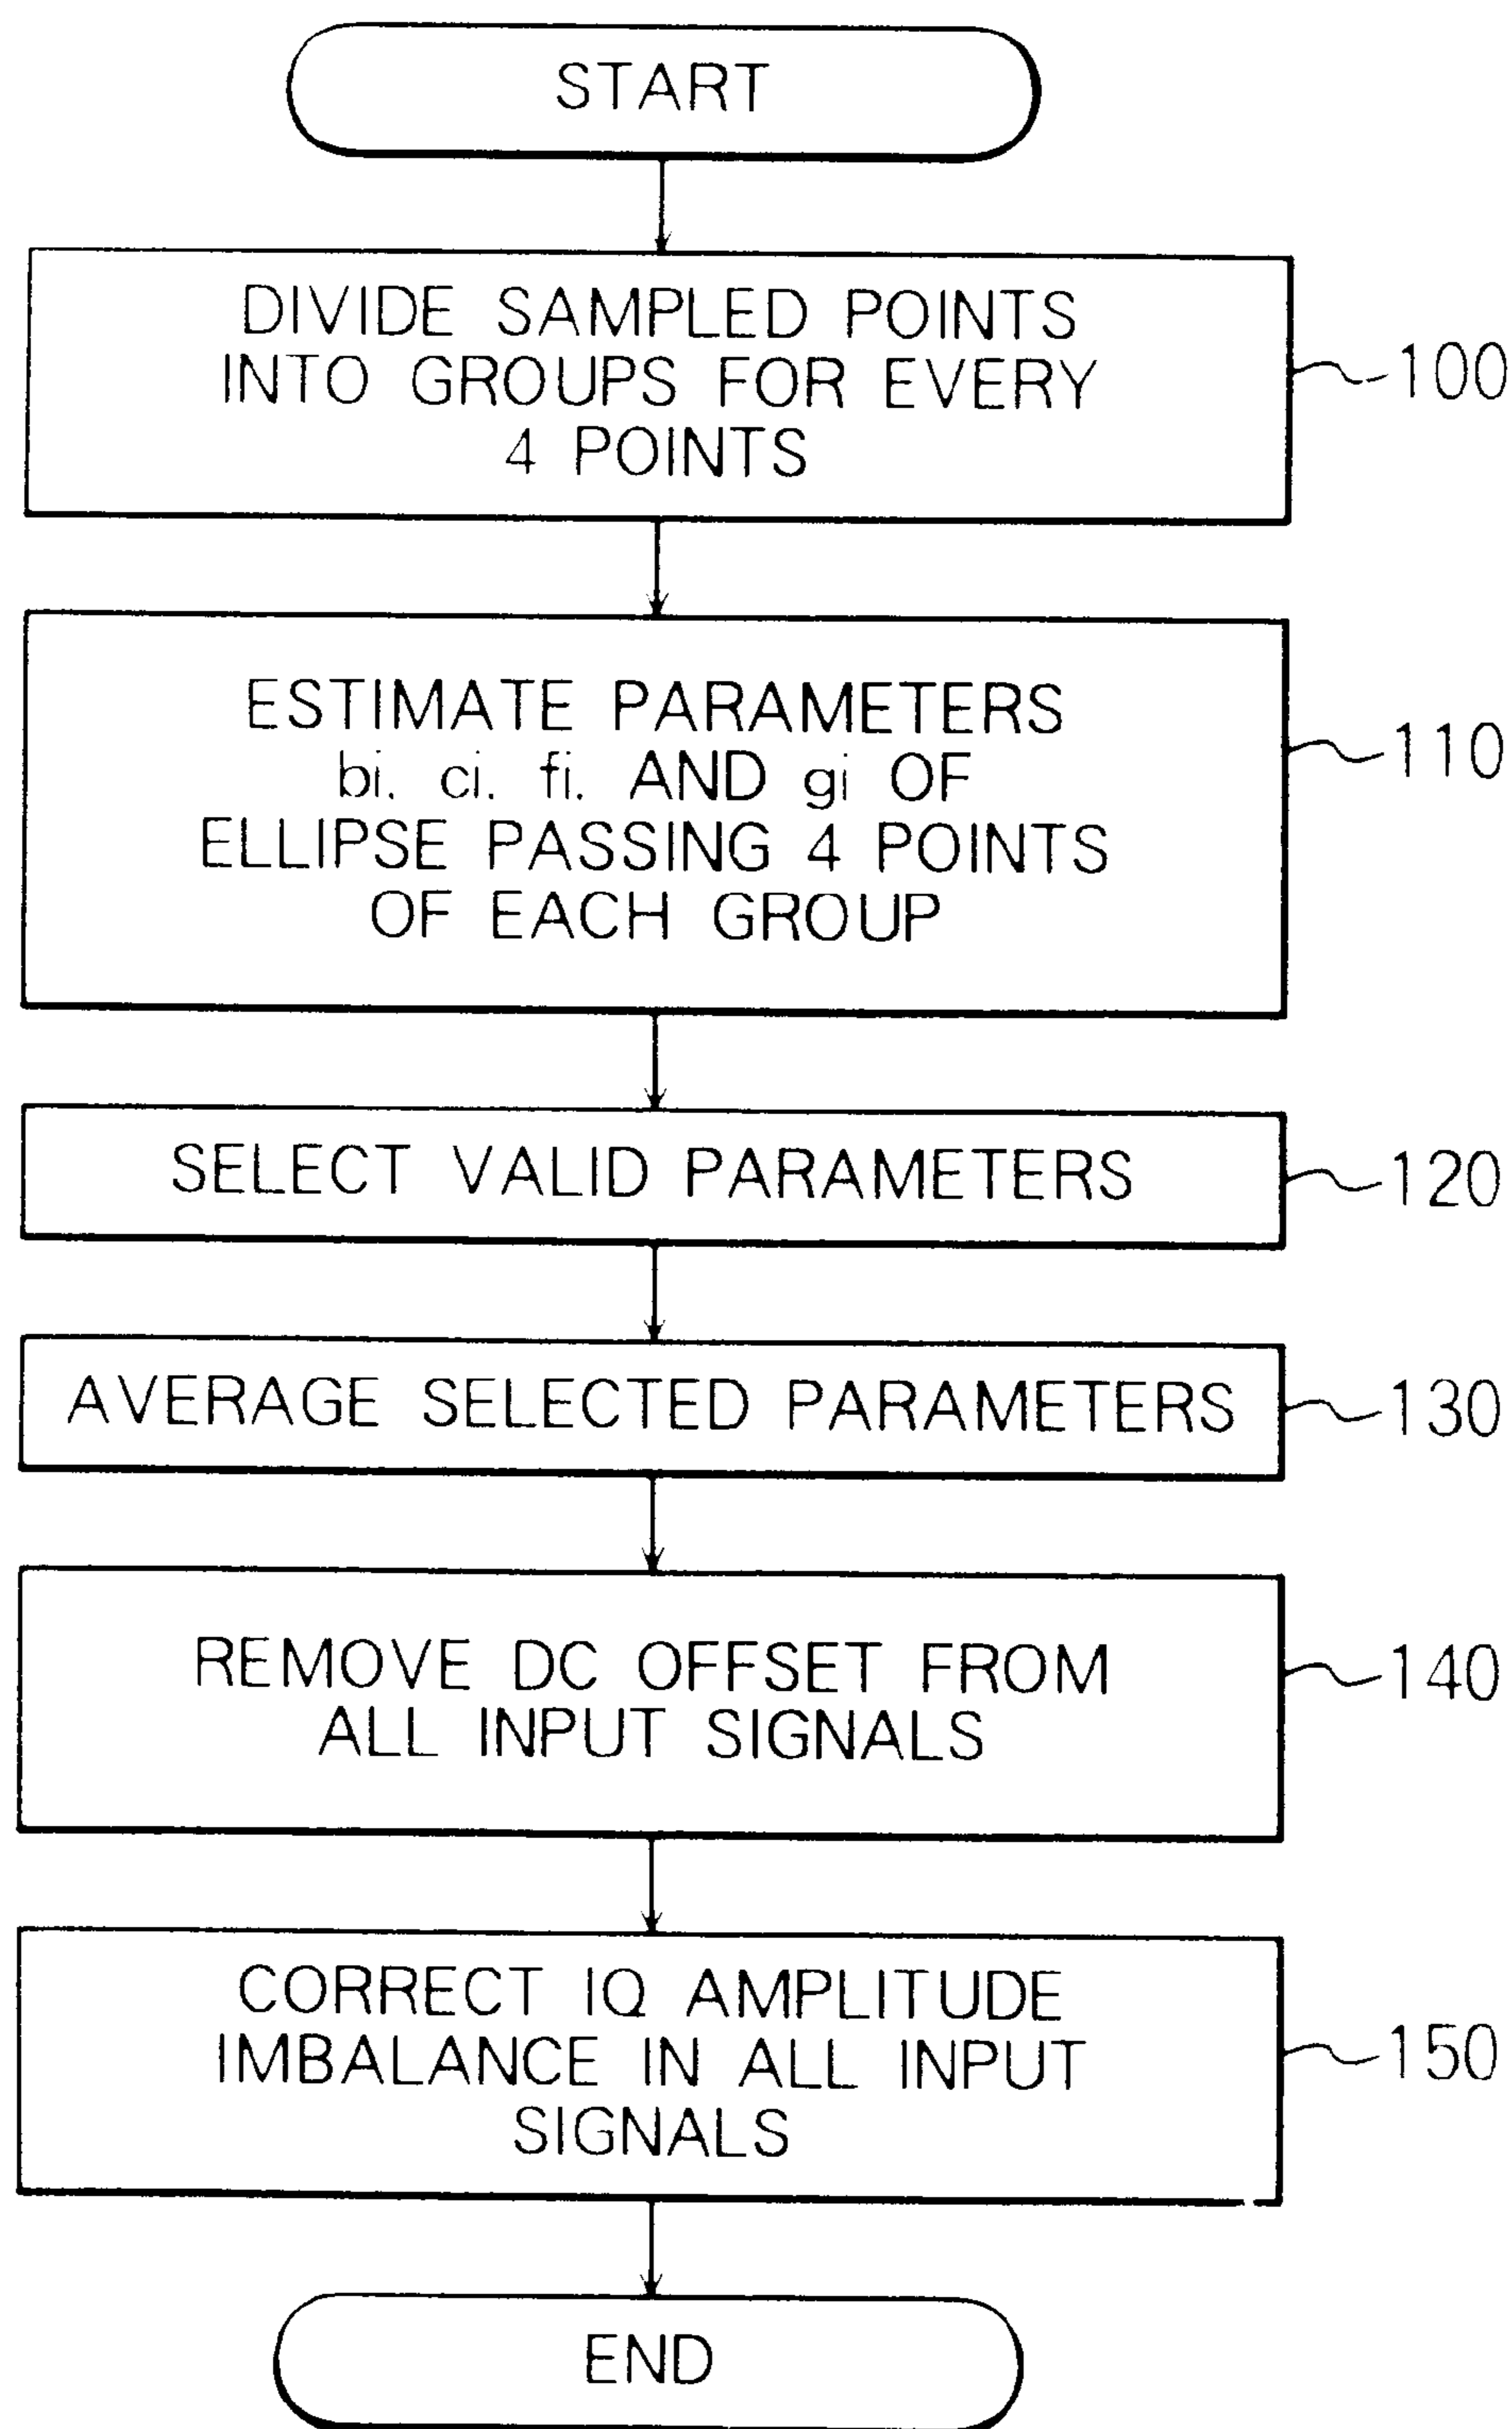 START
DIVIDE SAMPLED POINTS
INTO GROUPS FOR EVERY
4 POINTS
100
ESTIMATE PARAMETERS
bi. ci. fi. AND gi OF
ELLIPSE PASSING 4 POINTS
OF EACH GROUP
110
SELECT VALID PARAMETERS
120
AVERAGE SELECTED PARAMETERS
130
REMOVE DC OFFSET FROM
ALL INPUT SIGNALS
140
CORRECT IQ AMPLITUDE
IMBALANCE IN ALL INPUT
SIGNALS
150
END